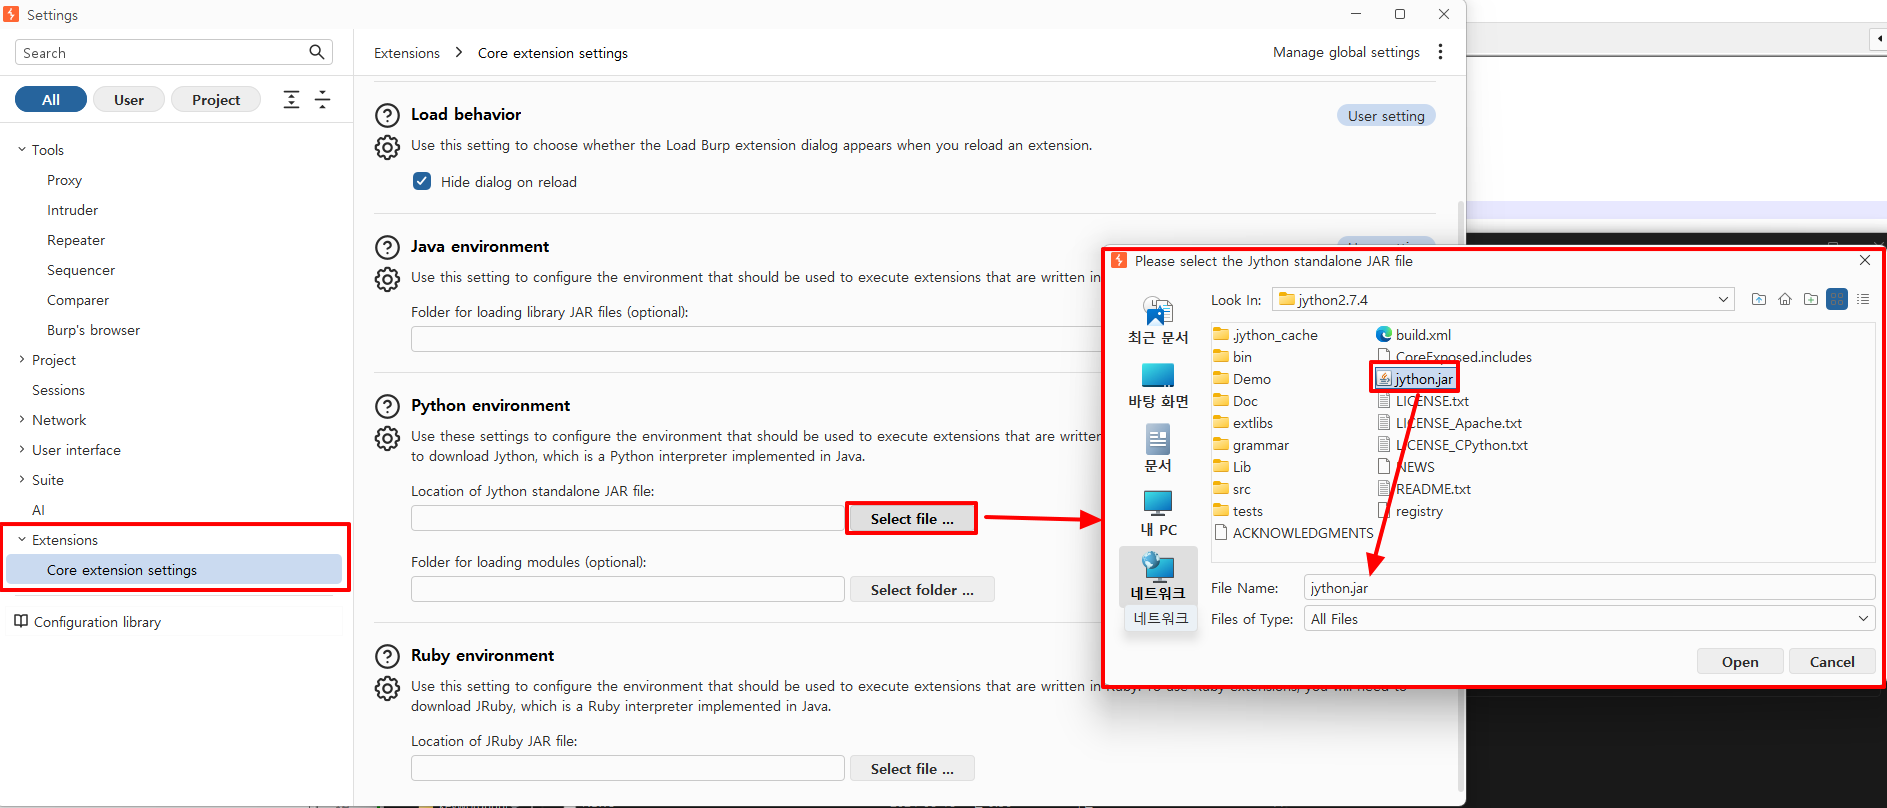 Settings
Search
All
User
Project
Tools
Proxy
Intruder
Repeater
Sequencer
Comparer
Burp's browser
Project
Sessions
Network
User interface
Suite
AI
Extensions
Core extension settings
Configuration library
Extensions > Core extension settings
Manage global settings
Load behavior
User setting
Use this setting to choose whether the Load Burp extension dialog appears when you reload an extension.
Hide dialog on reload
Java environment
Use this setting to configure the environment that should be used to execute extensions that are written in
Folder for loading library JAR files (optional):
Python environment
Use these settings to configure the environment that should be used to execute extensions that are written
to download Jython, which is a Python interpreter implemented in Java.
Location of Jython standalone JAR file:
Select file ...
Folder for loading modules (optional):
Select folder ...
Ruby environment
Use this setting to configure the environment that should be used to execute extensions that are written in Ruby. To use Ruby extensions, you will need to
download JRuby, which is a Ruby interpreter implemented in Java.
Location of JRuby JAR file:
Select file ...
Please select the Jython standalone JAR file
Look In:
jython2.7.4
최근 문서
바탕 화면
문서
내 PC
네트워크
네트워크
.jython_cache
bin
Demo
Doc
extlibs
grammar
Lib
src
tests
ACKNOWLEDGMENTS
build.xml
CoreExposed.includes
jython.jar
LICENSE.txt
LICENSE_Apache.txt
LICENSE_CPython.txt
NEWS
README.txt
registry
File Name:
jython.jar
Files of Type:
All Files
Open
Cancel